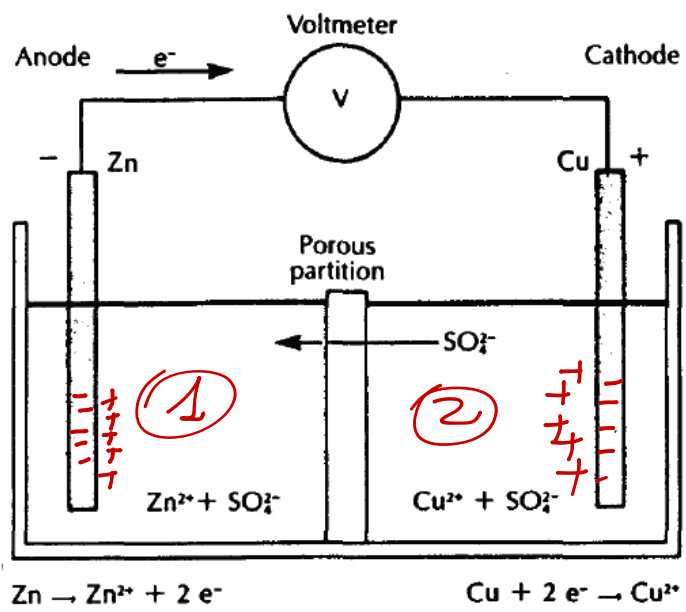 Voltmeter
Anode
e⁻
Cathode
V
− Zn
Cu +
Porous
partition
SO₄²⁻
1
2
Zn²⁺ + SO₄²⁻
Cu²⁺ + SO₄²⁻
Zn → Zn²⁺ + 2 e⁻
Cu + 2 e⁻ → Cu²⁺